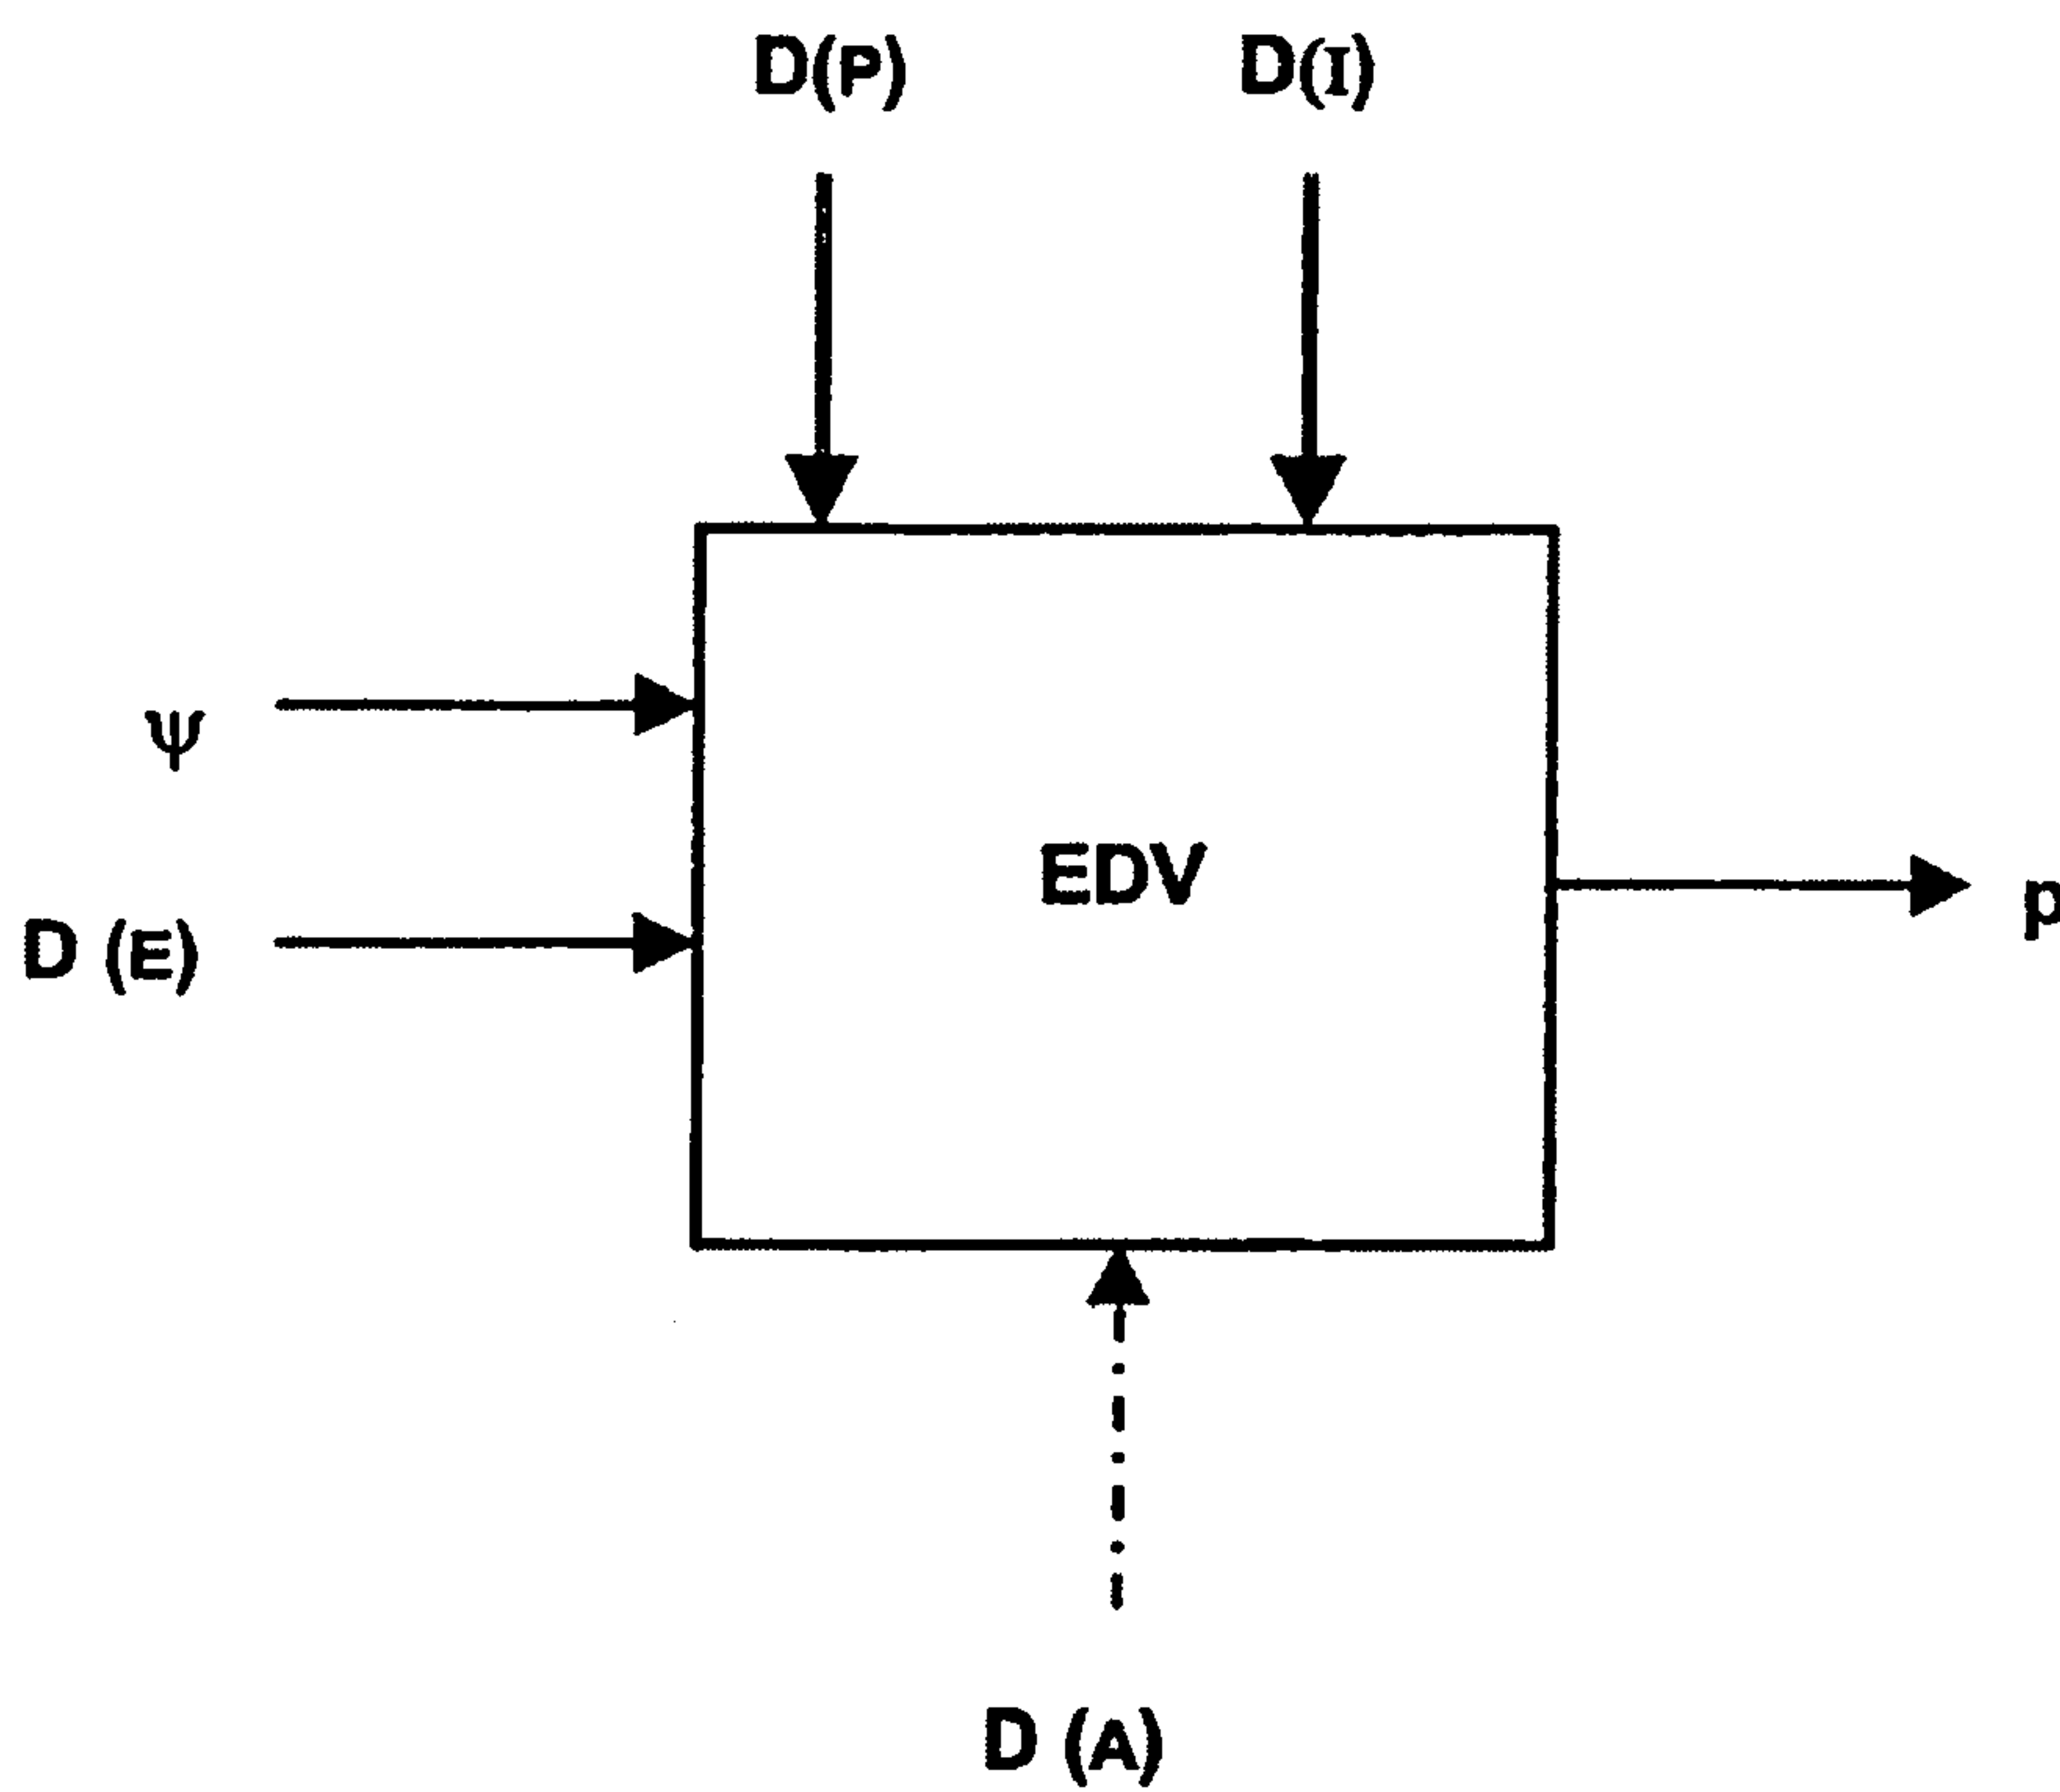 D(P) D(I)
ψ
EDV
p
D (E)
D (A)